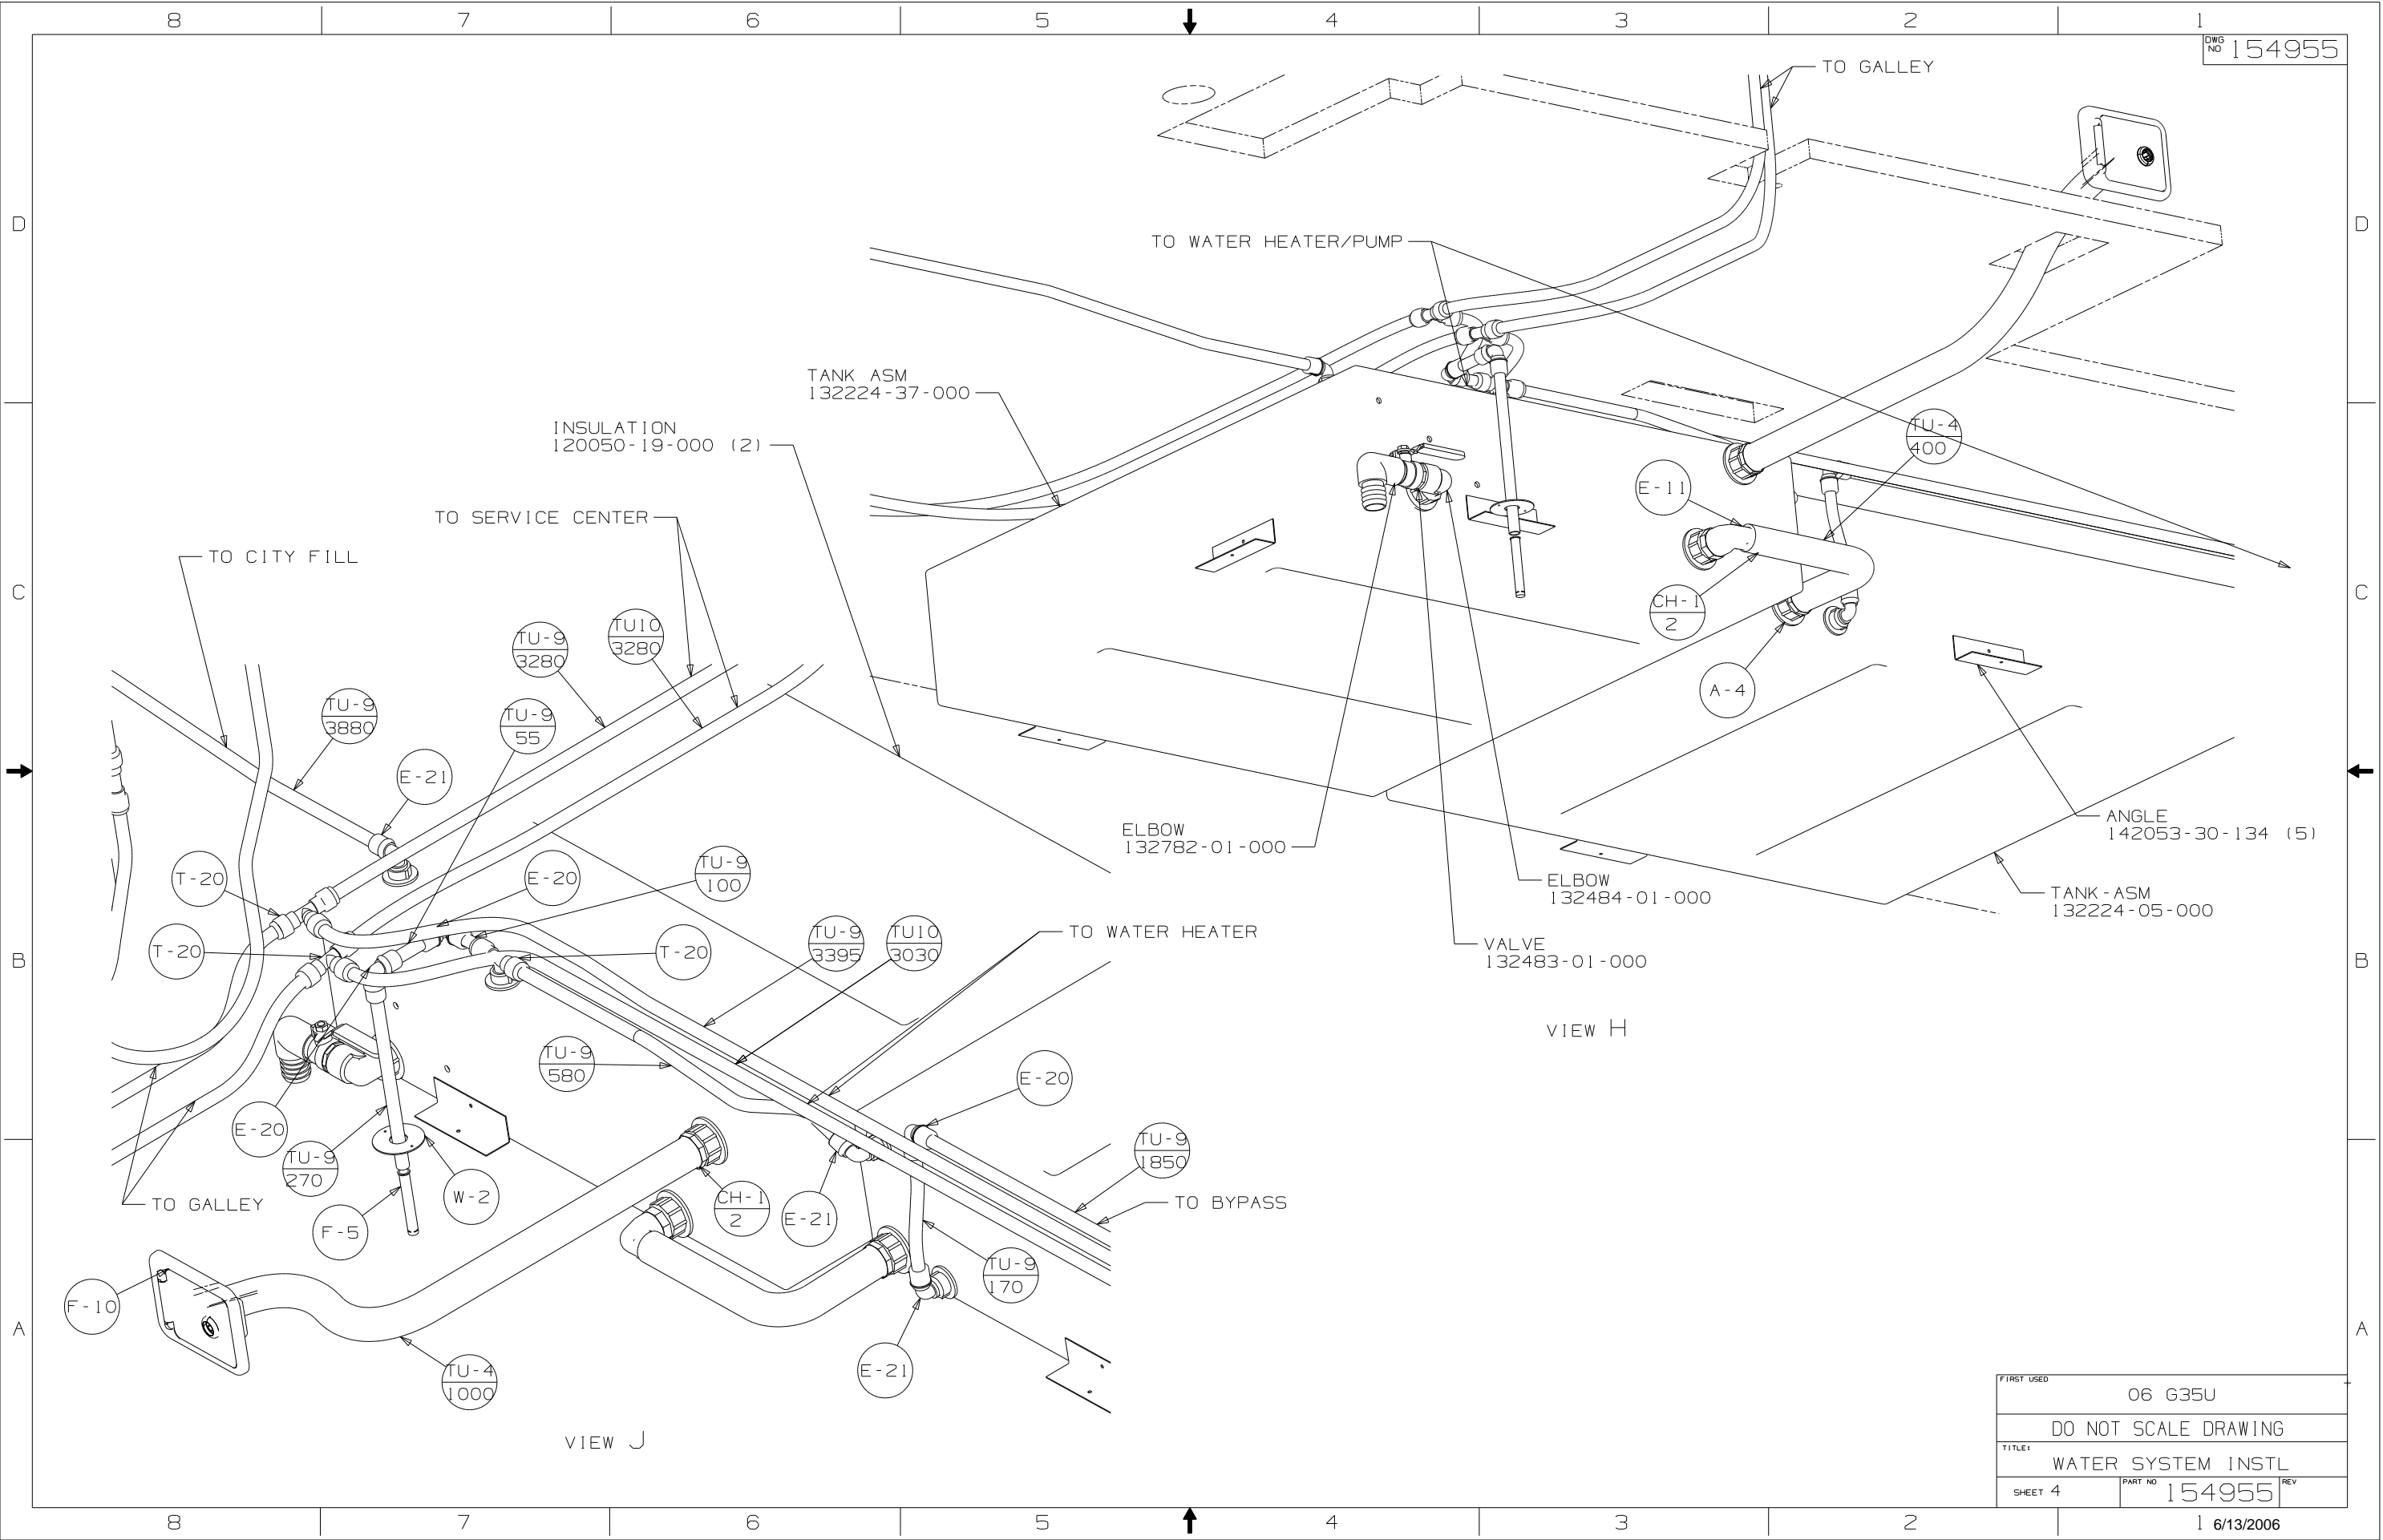 8 7 6 5 4 3 2 1
DWG NO 154955
TO GALLEY
D
D
TO WATER HEATER/PUMP
TANK ASM
132224-37-000
INSULATION
120050-19-000 (2)
TU-4
400
E-11
TO SERVICE CENTER
TO CITY FILL
C
C
CH-1
2
TU-9
3280
TU10
3280
A-4
TU-9
3880
TU-9
55
E-21
ANGLE
142053-30-134 (5)
ELBOW
132782-01-000
T-20
E-20
TU-9
100
ELBOW
132484-01-000
TANK-ASM
132224-05-000
T-20
T-20
TU-9
3395
TU10
3030
TO WATER HEATER
VALVE
132483-01-000
B
B
VIEW H
TU-9
580
E-20
E-20
TU-9
270
TU-9
1850
TO GALLEY
W-2
F-5
CH-1
2
E-21
TO BYPASS
TU-9
170
F-10
A
A
TU-4
1000
E-21
VIEW J
FIRST USED
06 G35U
DO NOT SCALE DRAWING
TITLE:
WATER SYSTEM INSTL
SHEET 4
PART NO 154955
REV
8 7 6 5 4 3 2 1
6/13/2006